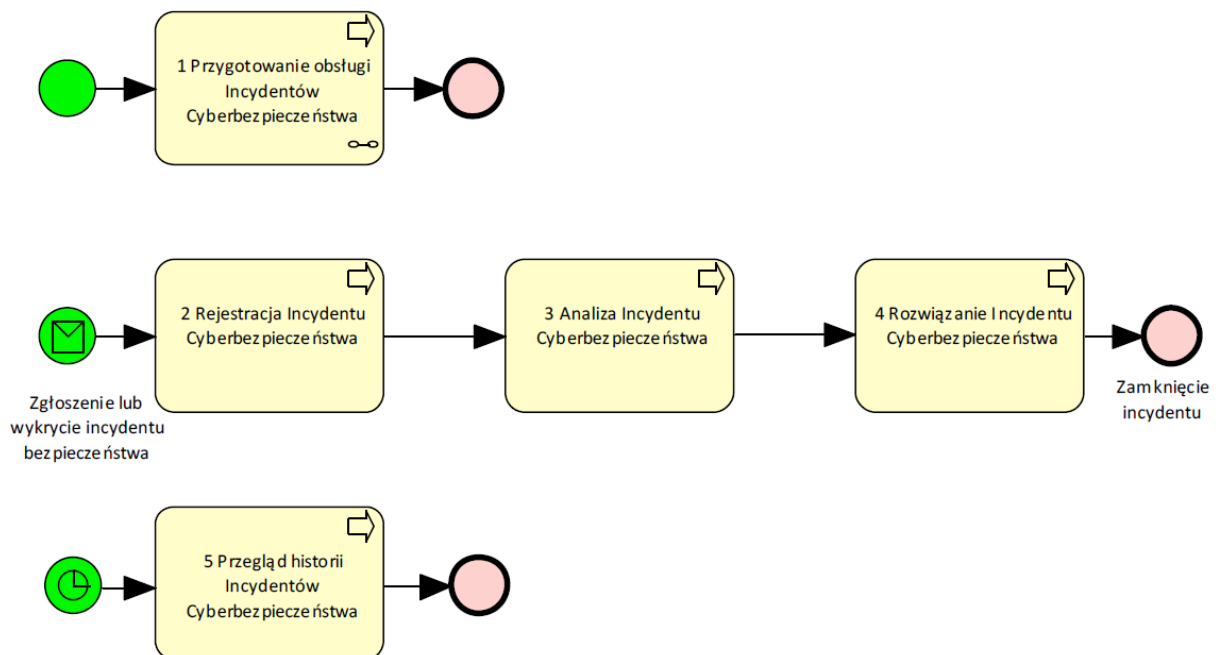 1 Przygotowanie obsługi
Incydentów
Cyberbezpieczeństwa
2 Rejestracja Incydentu
Cyberbezpieczeństwa
3 Analiza Incydentu
Cyberbezpieczeństwa
4 Rozwiązanie Incydentu
Cyberbezpieczeństwa
Zgłoszenie lub
wykrycie incydentu
bezpieczeństwa
Zamknięcie
incydentu
5 Przegląd historii
Incydentów
Cyberbezpieczeństwa